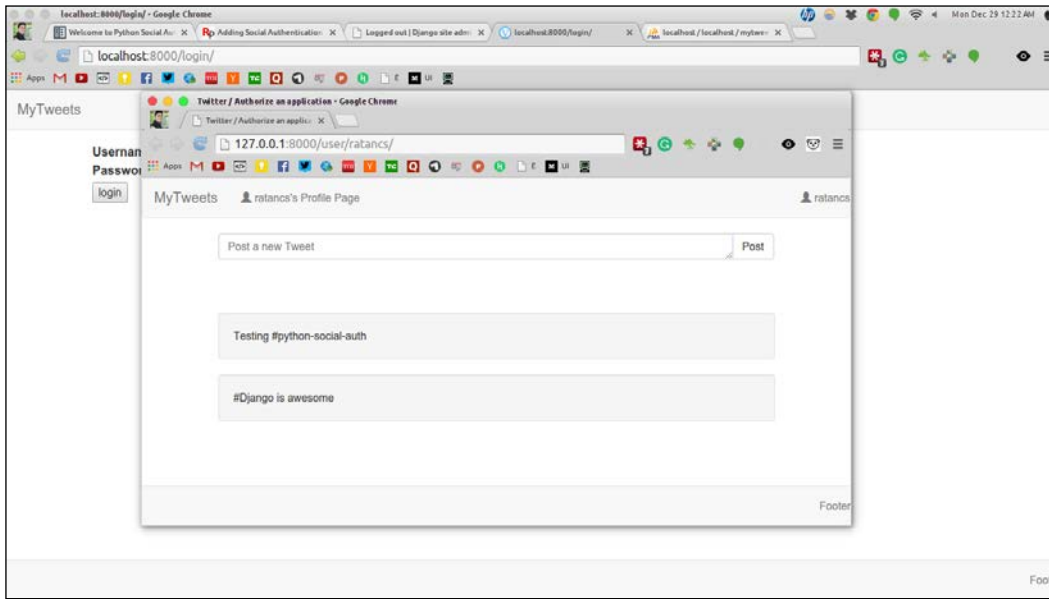 localhost:8000/login/ - Google Chrome
Mon Dec 29 12:22 AM
Welcome to Python Social Au
Adding Social Authentication
Logged out | Django site admi
localhost:8000/login/
localhost / localhost / mytwe
localhost:8000/login/
Apps
UI
MyTweets
Usernam
Passwor
login
Twitter / Authorize an application - Google Chrome
Twitter / Authorize an applica
127.0.0.1:8000/user/ratancs/
Apps
UI
MyTweets
ratancs's Profile Page
ratancs
Post a new Tweet
Post
Testing #python-social-auth
#Django is awesome
Footer
Foo